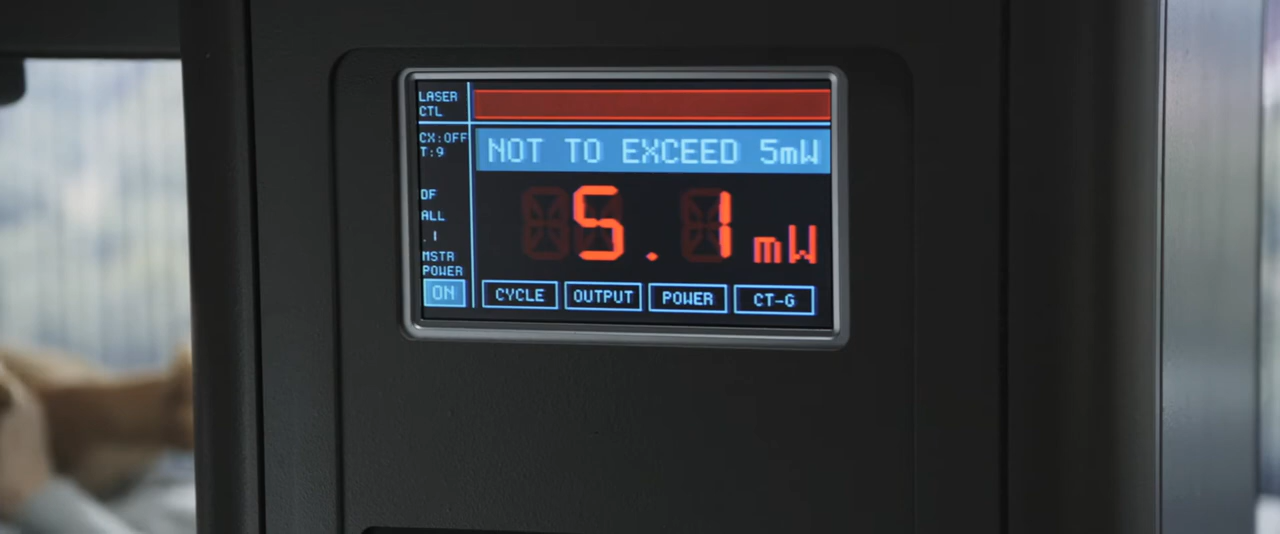 LASER
CTL
CX:OFF
T:9
NOT TO EXCEED 5mW
DF
ALL
.1
5.1 mW
MSTR
POWER
ON
CYCLE
OUTPUT
POWER
CT-G